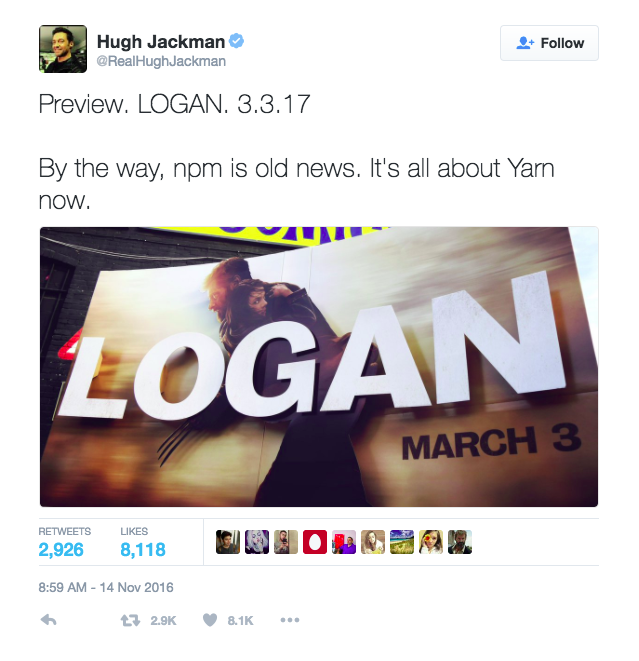 Hugh Jackman
@RealHughJackman
Follow
Preview. LOGAN. 3.3.17
By the way, npm is old news. It's all about Yarn
now.
LOGAN
MARCH 3
RETWEETS
LIKES
2,926
8,118
8:59 AM - 14 Nov 2016
2.9K
8.1K